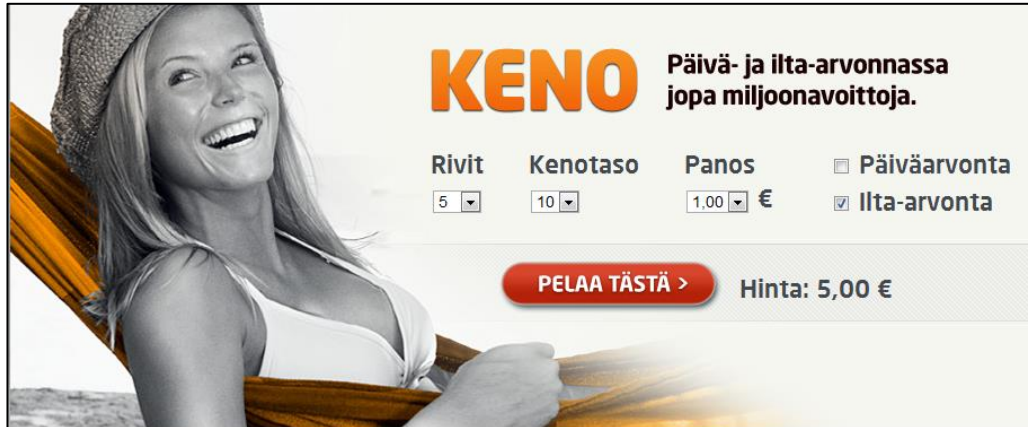 KENO
Päivä- ja ilta-arvonnassa
jopa miljoonavoittoja.
Rivit Kenotaso Panos Päiväarvonta
5 10 1,00 € Ilta-arvonta
PELAA TÄSTÄ > Hinta: 5,00 €